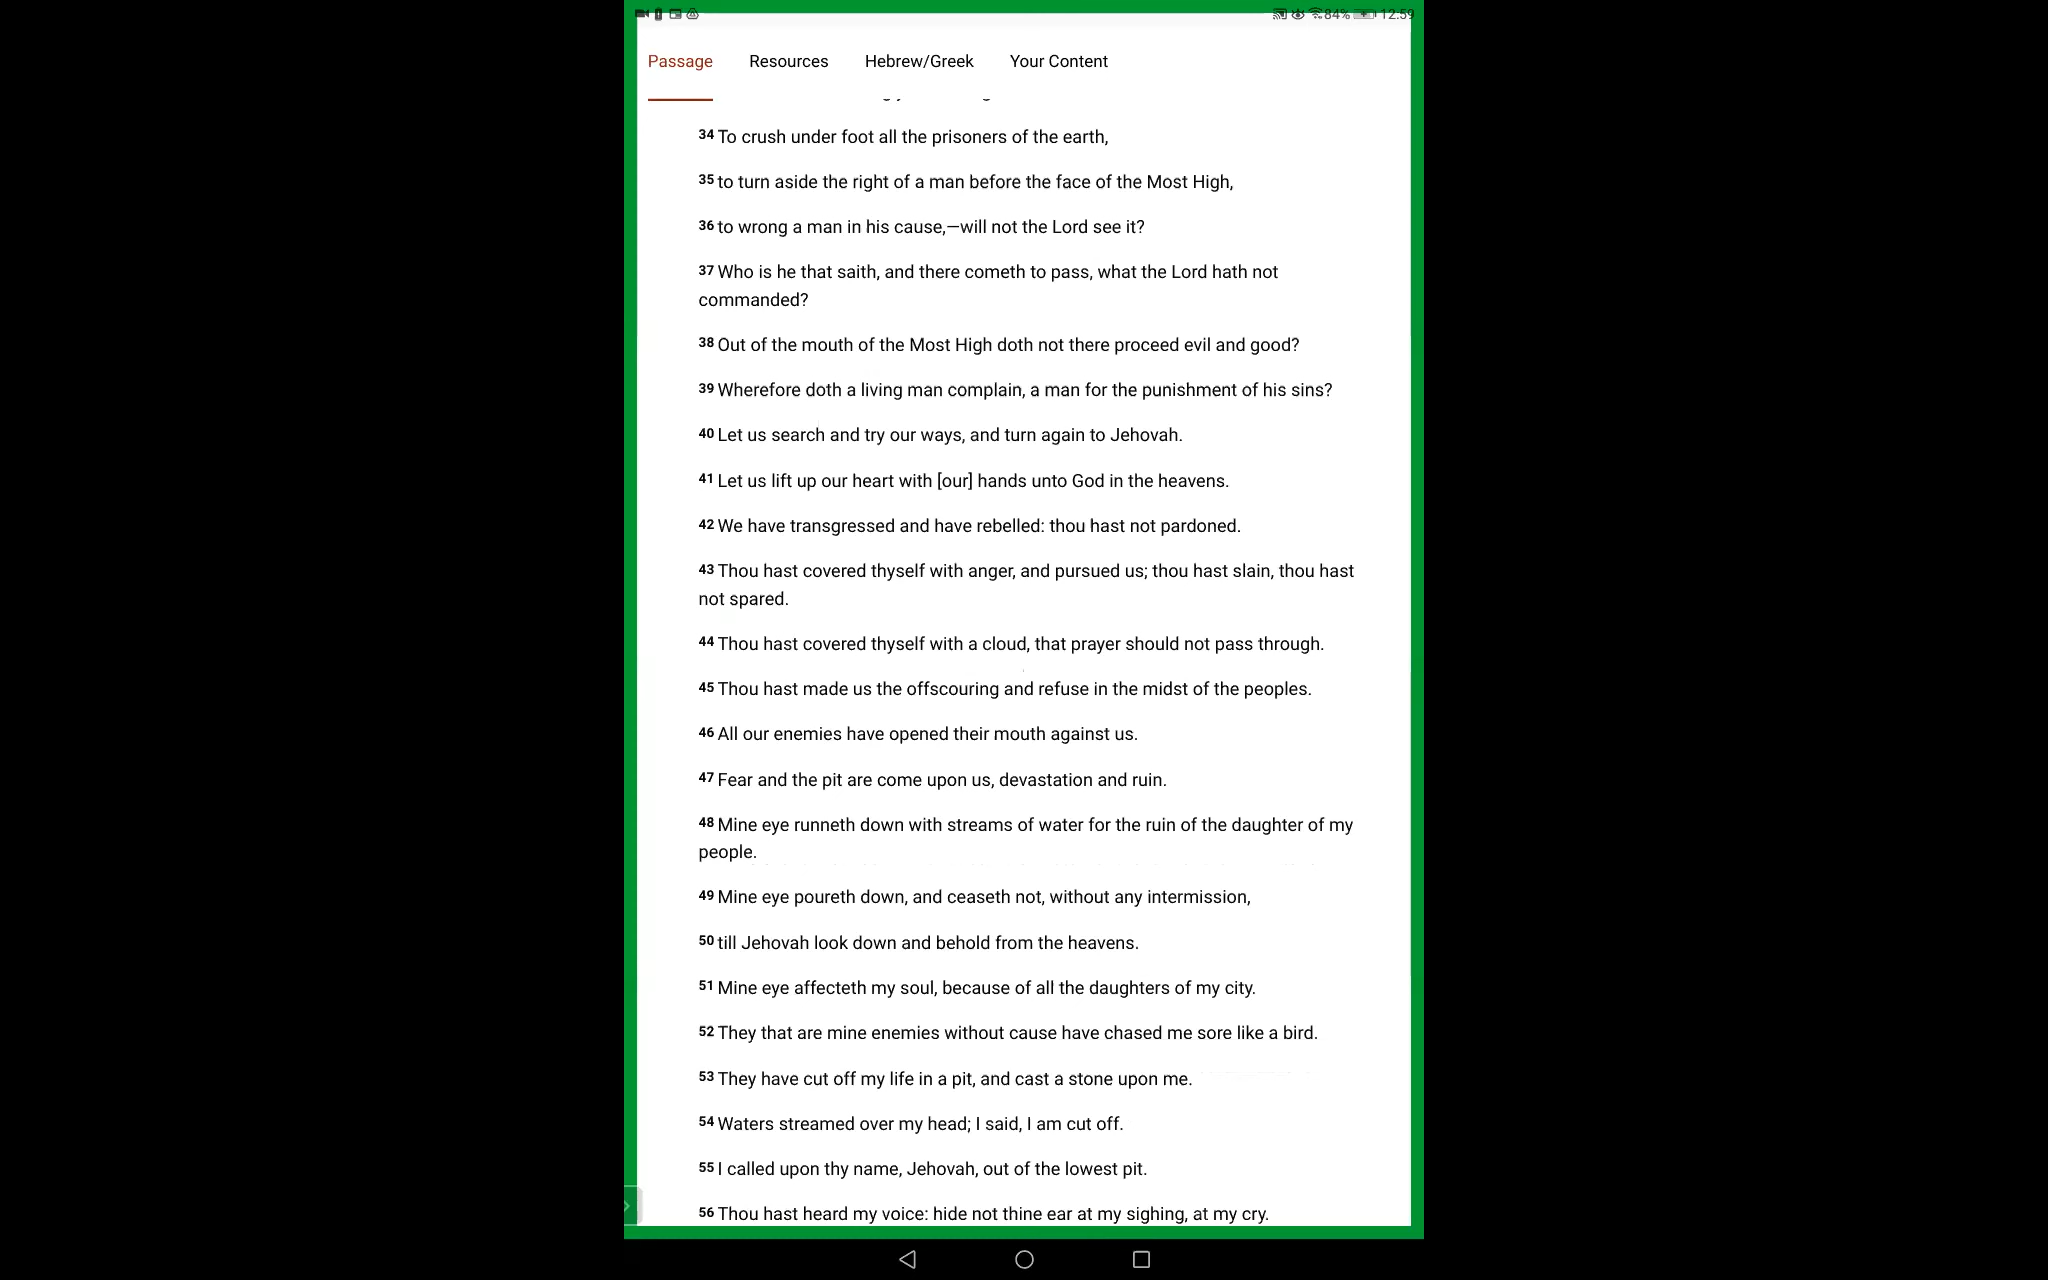 84% 12:59
Passage Resources Hebrew/Greek Your Content
34 To crush under foot all the prisoners of the earth,
35 to turn aside the right of a man before the face of the Most High,
36 to wrong a man in his cause,—will not the Lord see it?
37 Who is he that saith, and there cometh to pass, what the Lord hath not
commanded?
38 Out of the mouth of the Most High doth not there proceed evil and good?
39 Wherefore doth a living man complain, a man for the punishment of his sins?
40 Let us search and try our ways, and turn again to Jehovah.
41 Let us lift up our heart with [our] hands unto God in the heavens.
42 We have transgressed and have rebelled: thou hast not pardoned.
43 Thou hast covered thyself with anger, and pursued us; thou hast slain, thou hast
not spared.
44 Thou hast covered thyself with a cloud, that prayer should not pass through.
45 Thou hast made us the offscouring and refuse in the midst of the peoples.
46 All our enemies have opened their mouth against us.
47 Fear and the pit are come upon us, devastation and ruin.
48 Mine eye runneth down with streams of water for the ruin of the daughter of my
people.
49 Mine eye poureth down, and ceaseth not, without any intermission,
50 till Jehovah look down and behold from the heavens.
51 Mine eye affecteth my soul, because of all the daughters of my city.
52 They that are mine enemies without cause have chased me sore like a bird.
53 They have cut off my life in a pit, and cast a stone upon me.
54 Waters streamed over my head; I said, I am cut off.
55 I called upon thy name, Jehovah, out of the lowest pit.
56 Thou hast heard my voice: hide not thine ear at my sighing, at my cry.